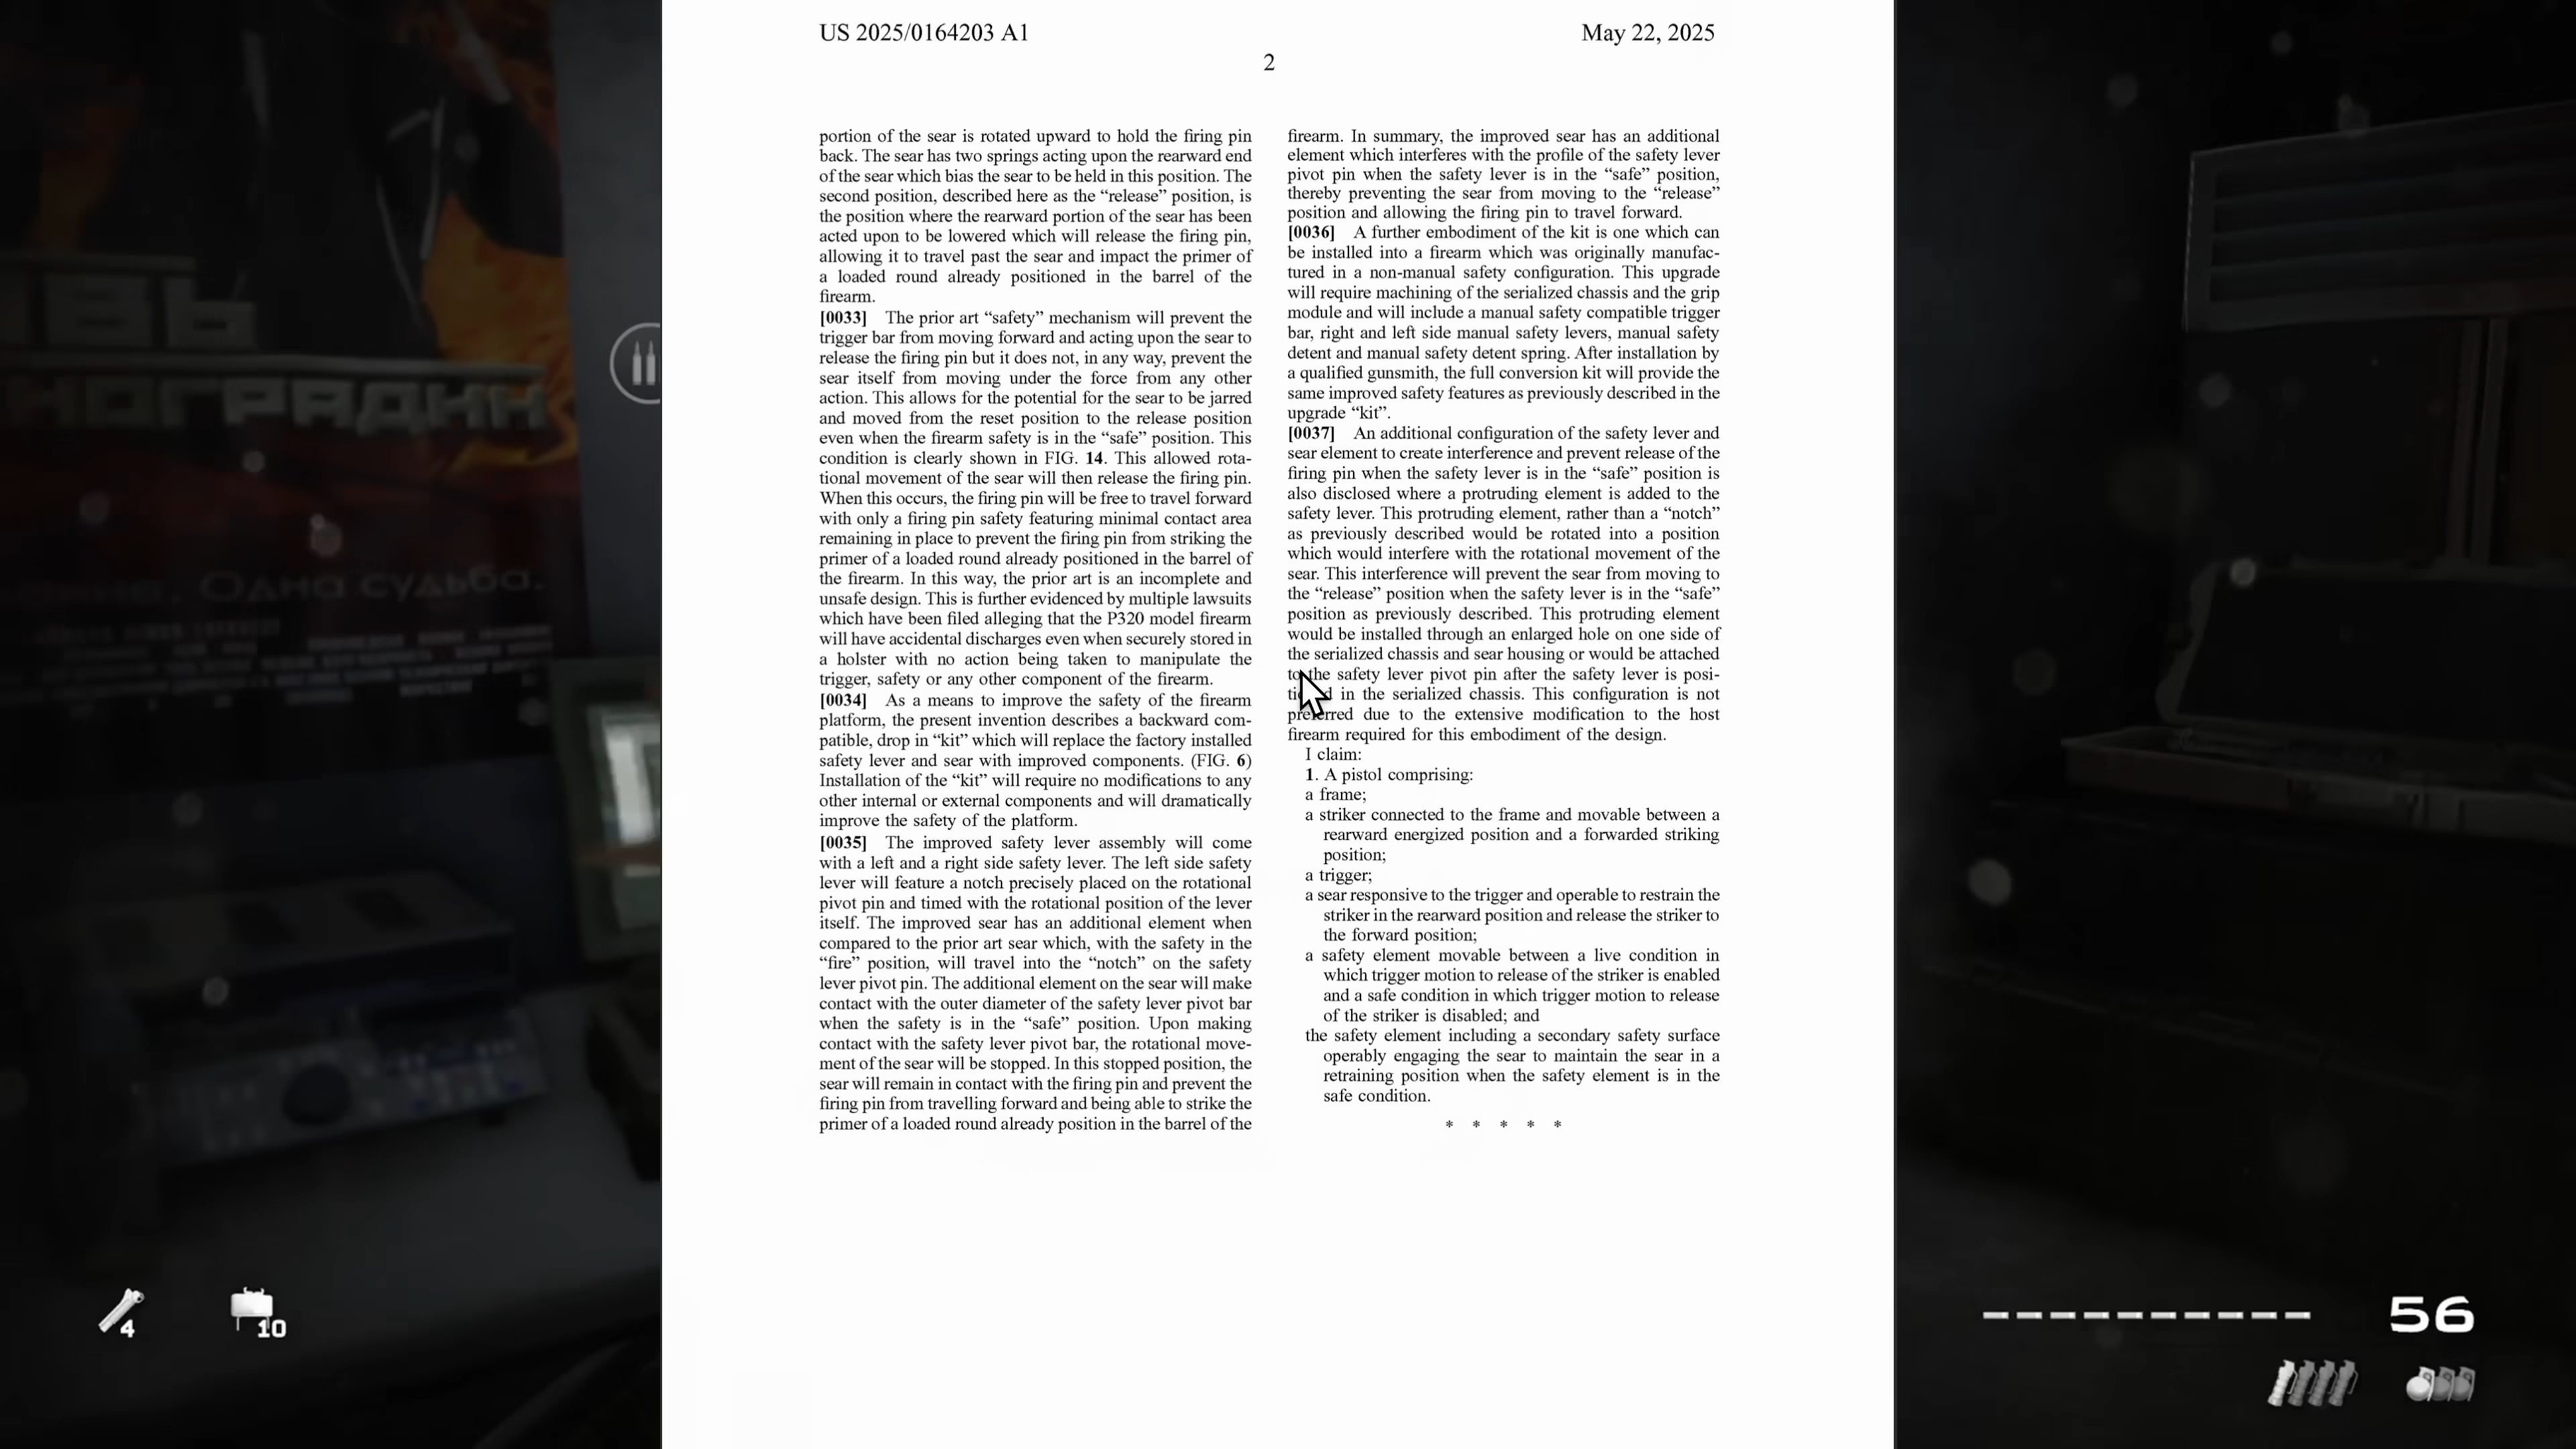 US 2025/0164203 A1
May 22, 2025
2
portion of the sear is rotated upward to hold the firing pin
back. The sear has two springs acting upon the rearward end
of the sear which bias the sear to be held in this position. The
second position, described here as the “release” position, is
the position where the rearward portion of the sear has been
acted upon to be lowered which will release the firing pin,
allowing it to travel past the sear and impact the primer of
a loaded round already positioned in the barrel of the
firearm.
[0033] The prior art “safety” mechanism will prevent the
trigger bar from moving forward and acting upon the sear to
release the firing pin but it does not, in any way, prevent the
sear itself from moving under the force from any other
action. This allows for the potential for the sear to be jarred
and moved from the reset position to the release position
even when the firearm safety is in the “safe” position. This
condition is clearly shown in FIG. 14. This allowed rota-
tional movement of the sear will then release the firing pin.
When this occurs, the firing pin will be free to travel forward
with only a firing pin safety featuring minimal contact area
remaining in place to prevent the firing pin from striking the
primer of a loaded round already positioned in the barrel of
the firearm. In this way, the prior art is an incomplete and
unsafe design. This is further evidenced by multiple lawsuits
which have been filed alleging that the P320 model firearm
will have accidental discharges even when securely stored in
a holster with no action being taken to manipulate the
trigger, safety or any other component of the firearm.
[0034] As a means to improve the safety of the firearm
platform, the present invention describes a backward com-
patible, drop in “kit” which will replace the factory installed
safety lever and sear with improved components. (FIG. 6)
Installation of the “kit” will require no modifications to any
other internal or external components and will dramatically
improve the safety of the platform.
[0035] The improved safety lever assembly will come
with a left and a right side safety lever. The left side safety
lever will feature a notch precisely placed on the rotational
pivot pin and timed with the rotational position of the lever
itself. The improved sear has an additional element when
compared to the prior art sear which, with the safety in the
“fire” position, will travel into the “notch” on the safety
lever pivot pin. The additional element on the sear will make
contact with the outer diameter of the safety lever pivot bar
when the safety is in the “safe” position. Upon making
contact with the safety lever pivot bar, the rotational move-
ment of the sear will be stopped. In this stopped position, the
sear will remain in contact with the firing pin and prevent the
firing pin from travelling forward and being able to strike the
primer of a loaded round already position in the barrel of the
firearm. In summary, the improved sear has an additional
element which interferes with the profile of the safety lever
pivot pin when the safety lever is in the “safe” position,
thereby preventing the sear from moving to the “release”
position and allowing the firing pin to travel forward.
[0036] A further embodiment of the kit is one which can
be installed into a firearm which was originally manufac-
tured in a non-manual safety configuration. This upgrade
will require machining of the serialized chassis and the grip
module and will include a manual safety compatible trigger
bar, right and left side manual safety levers, manual safety
detent and manual safety detent spring. After installation by
a qualified gunsmith, the full conversion kit will provide the
same improved safety features as previously described in the
upgrade “kit”.
[0037] An additional configuration of the safety lever and
sear element to create interference and prevent release of the
firing pin when the safety lever is in the “safe” position is
also disclosed where a protruding element is added to the
safety lever. This protruding element, rather than a “notch”
as previously described would be rotated into a position
which would interfere with the rotational movement of the
sear. This interference will prevent the sear from moving to
the “release” position when the safety lever is in the “safe”
position as previously described. This protruding element
would be installed through an enlarged hole on one side of
the serialized chassis and sear housing or would be attached
to the safety lever pivot pin after the safety lever is posi-
in the serialized chassis. This configuration is not
preferred due to the extensive modification to the host
firearm required for this embodiment of the design.
I claim:
1. A pistol comprising:
a frame;
a striker connected to the frame and movable between a
rearward energized position and a forwarded striking
position;
a trigger;
a sear responsive to the trigger and operable to restrain the
striker in the rearward position and release the striker to
the forward position;
a safety element movable between a live condition in
which trigger motion to release of the striker is enabled
and a safe condition in which trigger motion to release
of the striker is disabled; and
the safety element including a secondary safety surface
operably engaging the sear to maintain the sear in a
retraining position when the safety element is in the
safe condition.
* * * * *
Одна судьба.
4
10
56